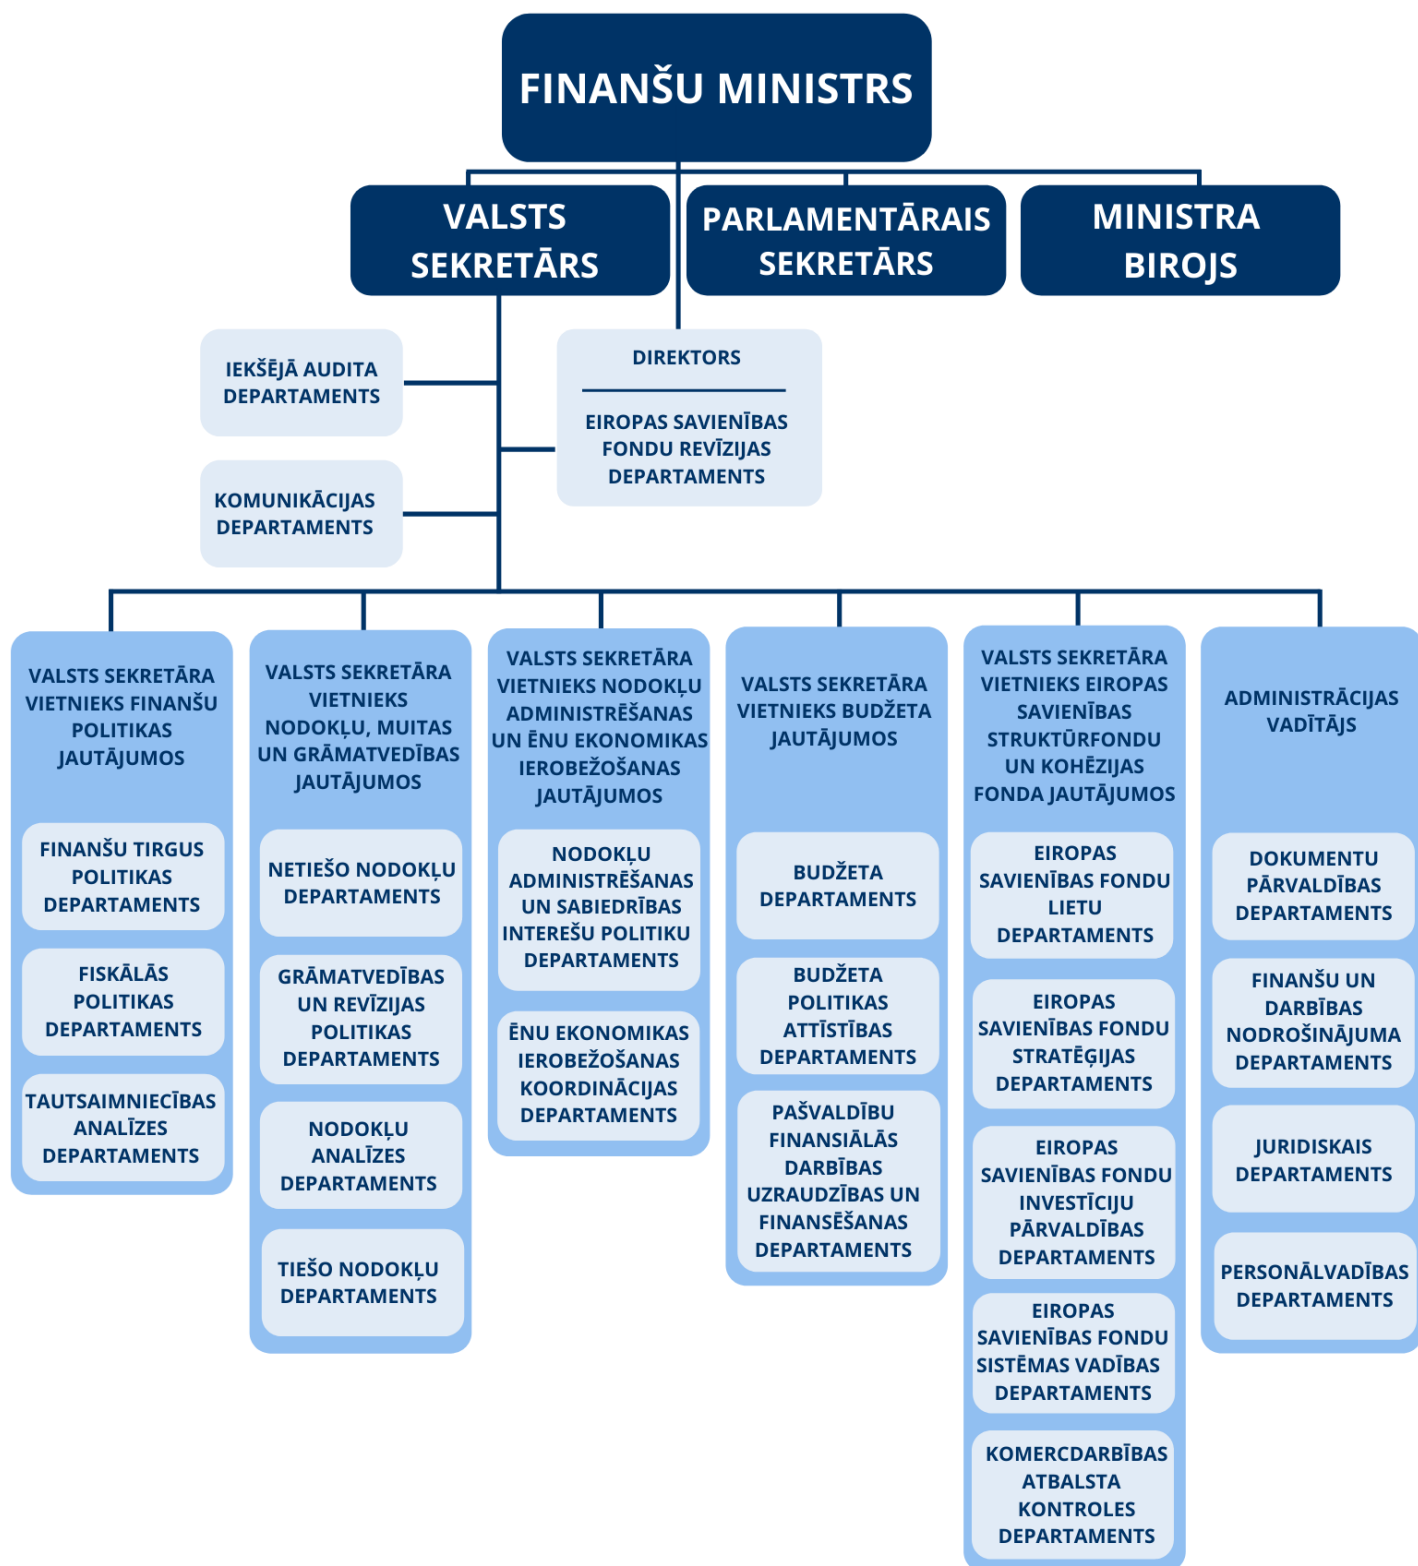 FINANŠU MINISTRS
VALSTS
SEKRETĀRS
PARLAMENTĀRAIS
SEKRETĀRS
MINISTRA
BIROJS
IEKŠĒJĀ AUDITA
DEPARTAMENTS
DIREKTORS
EIROPAS SAVIENĪBAS
FONDU REVĪZIJAS
DEPARTAMENTS
KOMUNIKĀCIJAS
DEPARTAMENTS
VALSTS SEKRETĀRA
VIETNIEKS FINANŠU
POLITIKAS
JAUTĀJUMOS
FINANŠU TIRGUS
POLITIKAS
DEPARTAMENTS
FISKĀLĀS
POLITIKAS
DEPARTAMENTS
TAUTSAIMNIECĪBAS
ANALĪZES
DEPARTAMENTS
VALSTS SEKRETĀRA
VIETNIEKS
NODOKĻU, MUITAS
UN GRĀMATVEDĪBAS
JAUTĀJUMOS
NETIEŠO NODOKĻU
DEPARTAMENTS
GRĀMATVEDĪBAS
UN REVĪZIJAS
POLITIKAS
DEPARTAMENTS
NODOKĻU
ANALĪZES
DEPARTAMENTS
TIEŠO NODOKĻU
DEPARTAMENTS
VALSTS SEKRETĀRA
VIETNIEKS NODOKĻU
ADMINISTRĒŠANAS
UN ĒNU EKONOMIKAS
IEROBEŽOŠANAS
JAUTĀJUMOS
NODOKĻU
ADMINISTRĒŠANAS
UN SABIEDRĪBAS
INTEREŠU POLITIKU
DEPARTAMENTS
ĒNU EKONOMIKAS
IEROBEŽOŠANAS
KOORDINĀCIJAS
DEPARTAMENTS
VALSTS SEKRETĀRA
VIETNIEKS BUDŽETA
JAUTĀJUMOS
BUDŽETA
DEPARTAMENTS
BUDŽETA
POLITIKAS
ATTĪSTĪBAS
DEPARTAMENTS
PAŠVALDĪBU
FINANSIĀLĀS
DARBĪBAS
UZRAUDZĪBAS UN
FINANSĒŠANAS
DEPARTAMENTS
VALSTS SEKRETĀRA
VIETNIEKS EIROPAS
SAVIENĪBAS
STRUKTŪRFONDU
UN KOHĒZIJAS
FONDA JAUTĀJUMOS
EIROPAS
SAVIENĪBAS FONDU
LIETU
DEPARTAMENTS
EIROPAS
SAVIENĪBAS FONDU
STRATĒĢIJAS
DEPARTAMENTS
EIROPAS
SAVIENĪBAS FONDU
INVESTĪCIJU
PĀRVALDĪBAS
DEPARTAMENTS
EIROPAS
SAVIENĪBAS FONDU
SISTĒMAS VADĪBAS
DEPARTAMENTS
KOMERCDARBĪBAS
ATBALSTA
KONTROLES
DEPARTAMENTS
ADMINISTRĀCIJAS
VADĪTĀJS
DOKUMENTU
PĀRVALDĪBAS
DEPARTAMENTS
FINANŠU UN
DARBĪBAS
NODROŠINĀJUMA
DEPARTAMENTS
JURIDISKAIS
DEPARTAMENTS
PERSONĀLVADĪBAS
DEPARTAMENTS